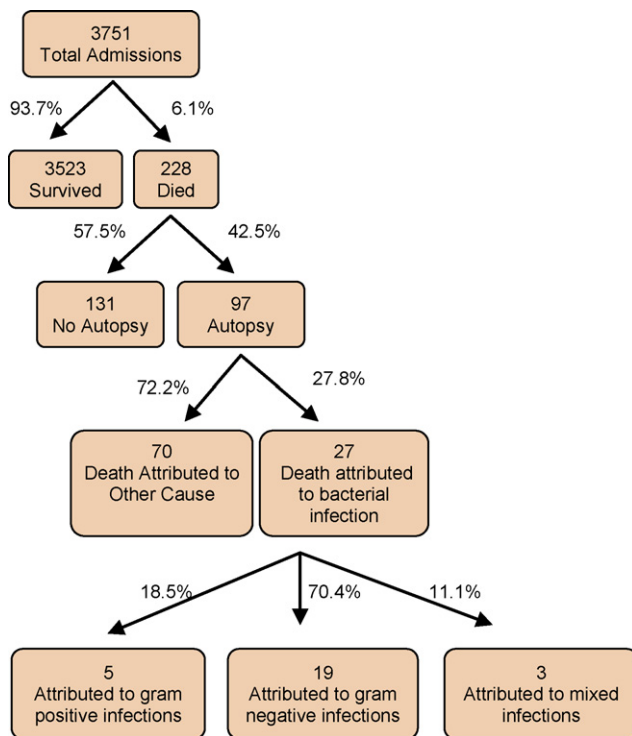 3751
Total Admissions
93.7%
6.1%
3523
Survived
228
Died
57.5%
42.5%
131
No Autopsy
97
Autopsy
72.2%
27.8%
70
Death Attributed to
Other Cause
27
Death attributed
to bacterial
infection
18.5%
70.4%
11.1%
5
Attributed to gram
positive infections
19
Attributed to gram
negative infections
3
Attributed to mixed
infections